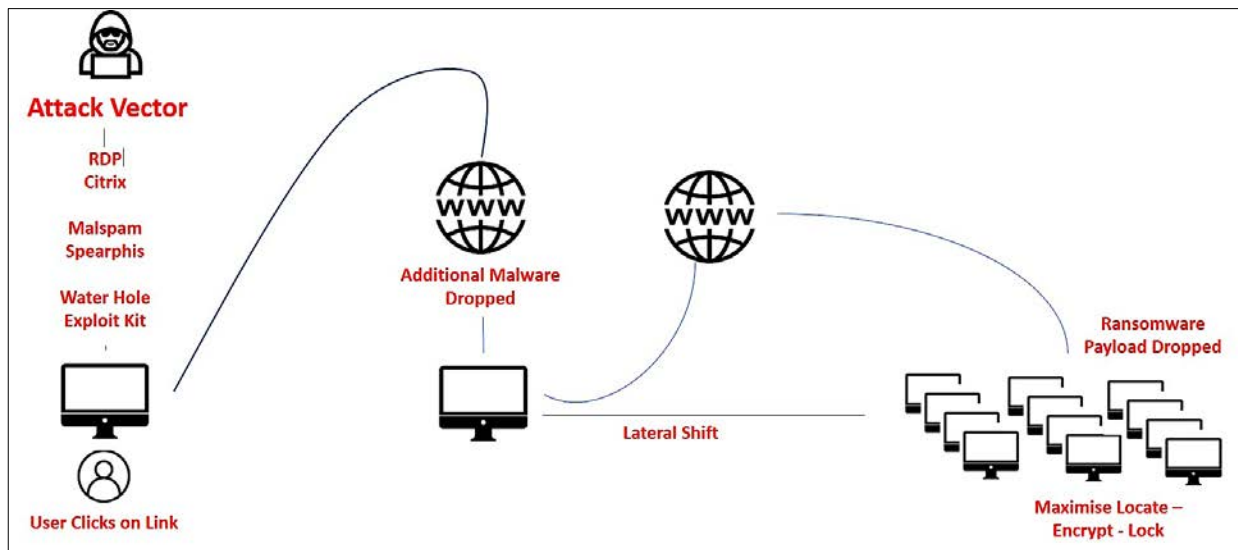 Attack Vector
RDP
Citrix
Malspam
Spearphis
Water Hole
Exploit Kit
User Clicks on Link
WWW
Additional Malware
Dropped
WWW
Lateral Shift
Ransomware
Payload Dropped
Maximise Locate –
Encrypt - Lock